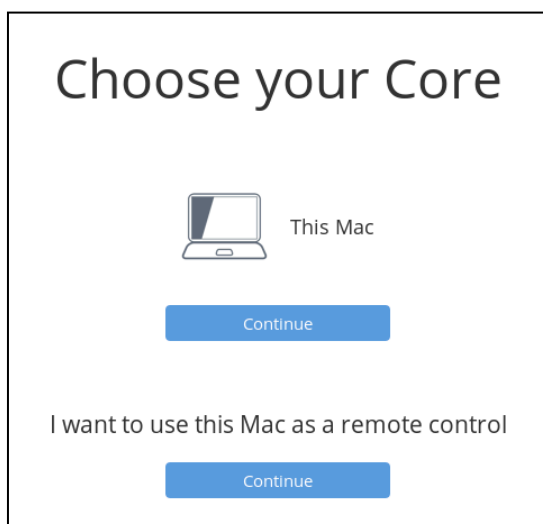 Choose your Core
This Mac
Continue
I want to use this Mac as a remote control
Continue